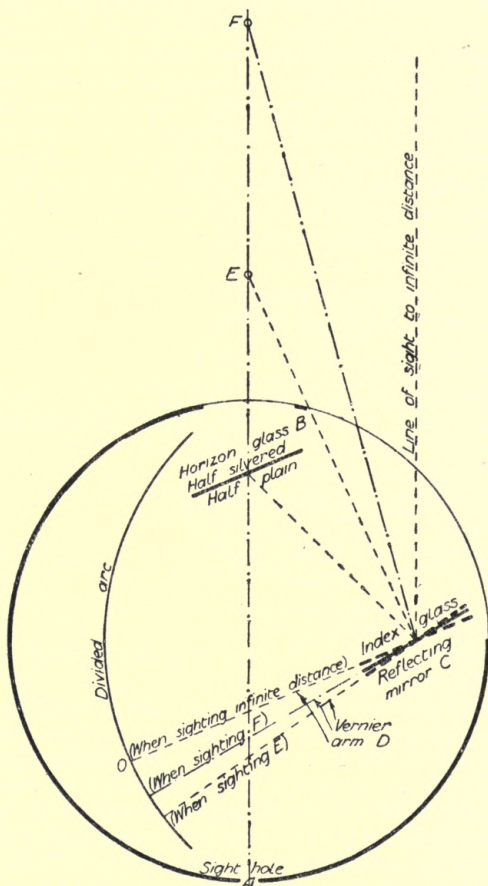 F
E
Line of sight to infinite distance
Horizon glass B
Half silvered
Half plain
Divided arc
Index glass
Reflecting
mirror C
(When sighting infinite distance)
Vernier
arm D
O
(When sighting F)
(When sighting E)
Sight hole
A